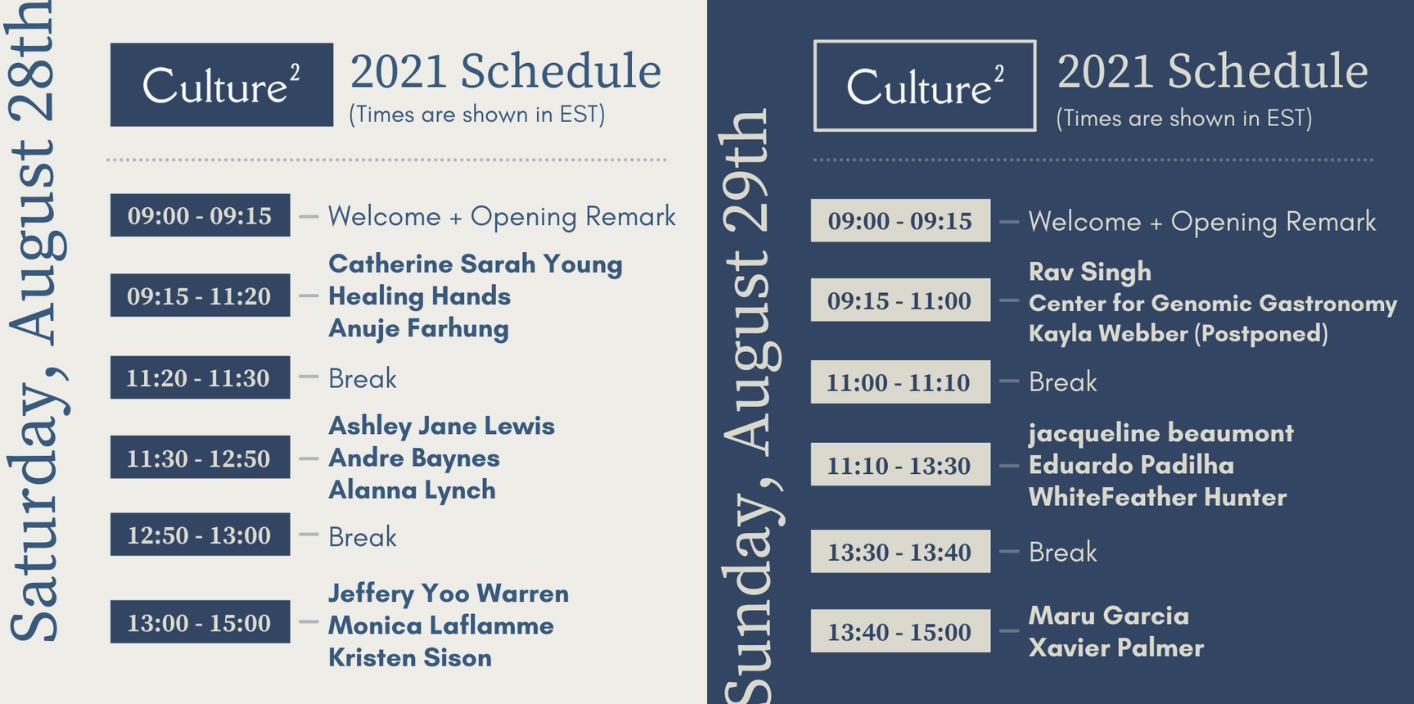 Saturday, August 28th
Culture²
2021 Schedule
(Times are shown in EST)
09:00 - 09:15
Welcome + Opening Remark
09:15 - 11:20
Catherine Sarah Young
Healing Hands
Anuje Farhung
11:20 - 11:30
Break
11:30 - 12:50
Ashley Jane Lewis
Andre Baynes
Alanna Lynch
12:50 - 13:00
Break
13:00 - 15:00
Jeffery Yoo Warren
Monica Laflamme
Kristen Sison
Sunday, August 29th
Culture²
2021 Schedule
(Times are shown in EST)
09:00 - 09:15
Welcome + Opening Remark
09:15 - 11:00
Rav Singh
Center for Genomic Gastronomy
Kayla Webber (Postponed)
11:00 - 11:10
Break
11:10 - 13:30
jacqueline beaumont
Eduardo Padilha
WhiteFeather Hunter
13:30 - 13:40
Break
13:40 - 15:00
Maru Garcia
Xavier Palmer